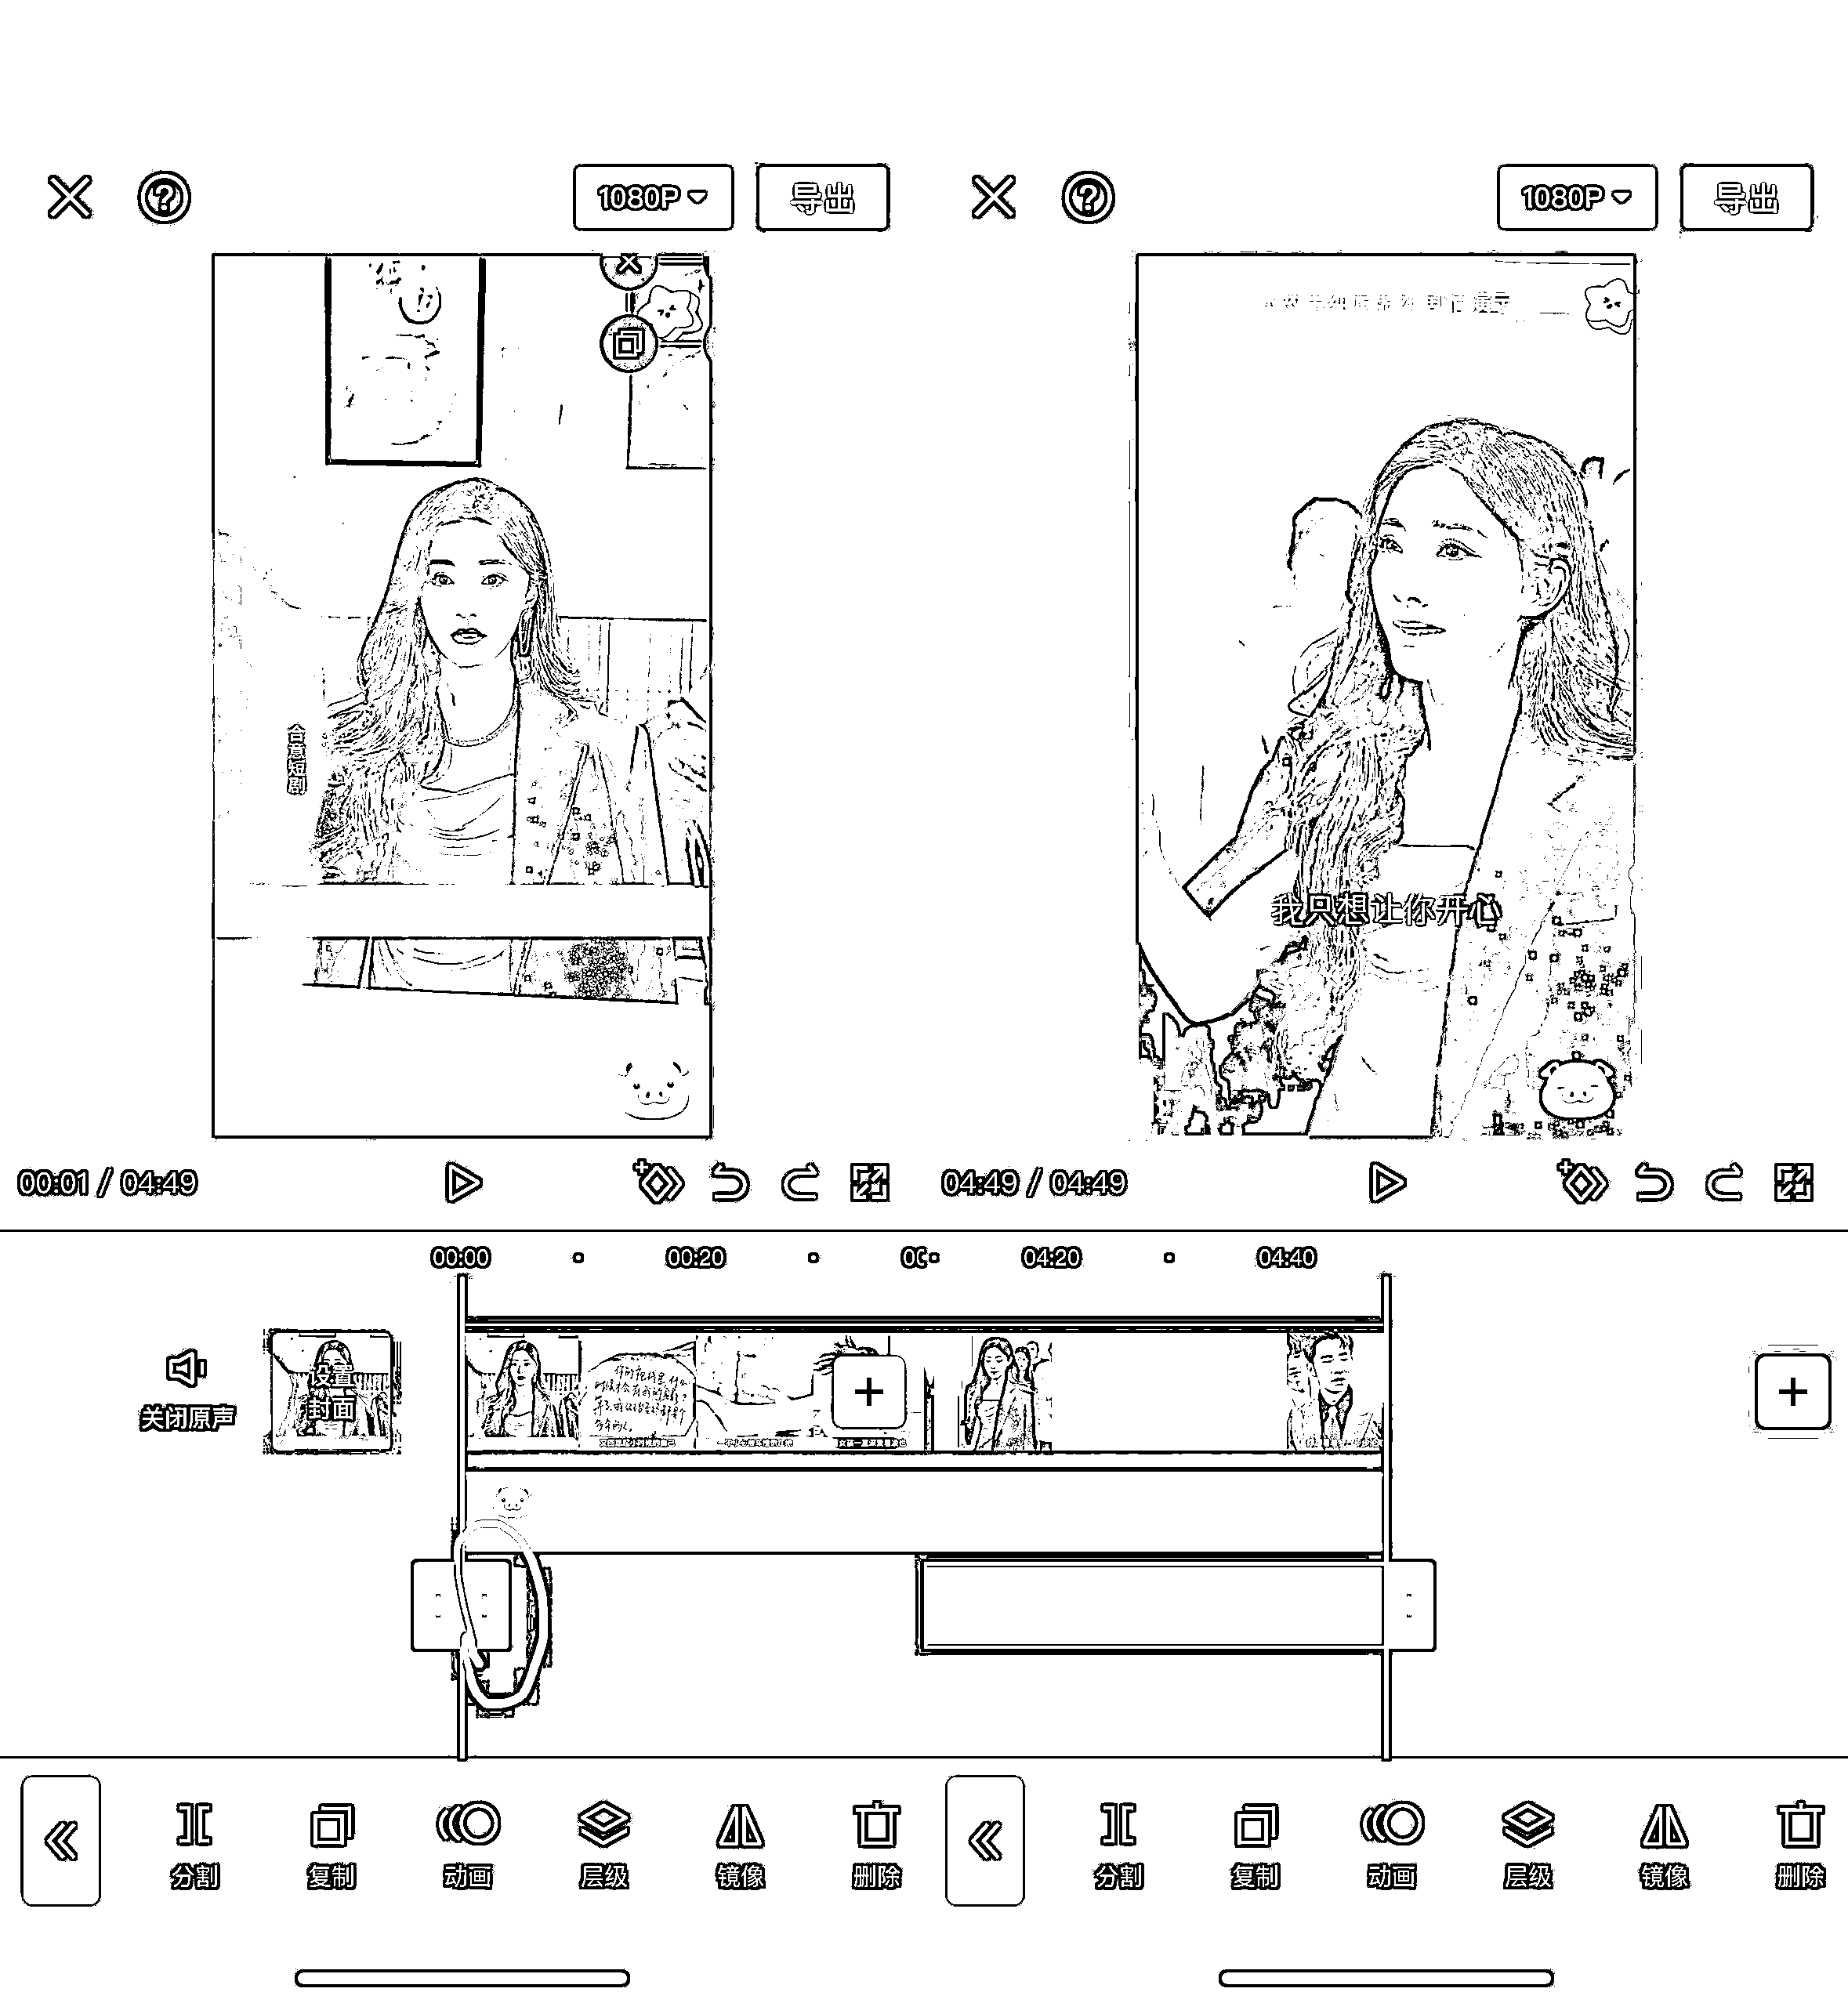 1080P
导出
1080P
导出
合意短剧
我只想让你开心
00:01 / 04:49
04:49 / 04:49
00:00
00:20
04:20
04:40
关闭原声
设置
封面
分割
复制
动画
层级
镜像
删除
分割
复制
动画
层级
镜像
删除